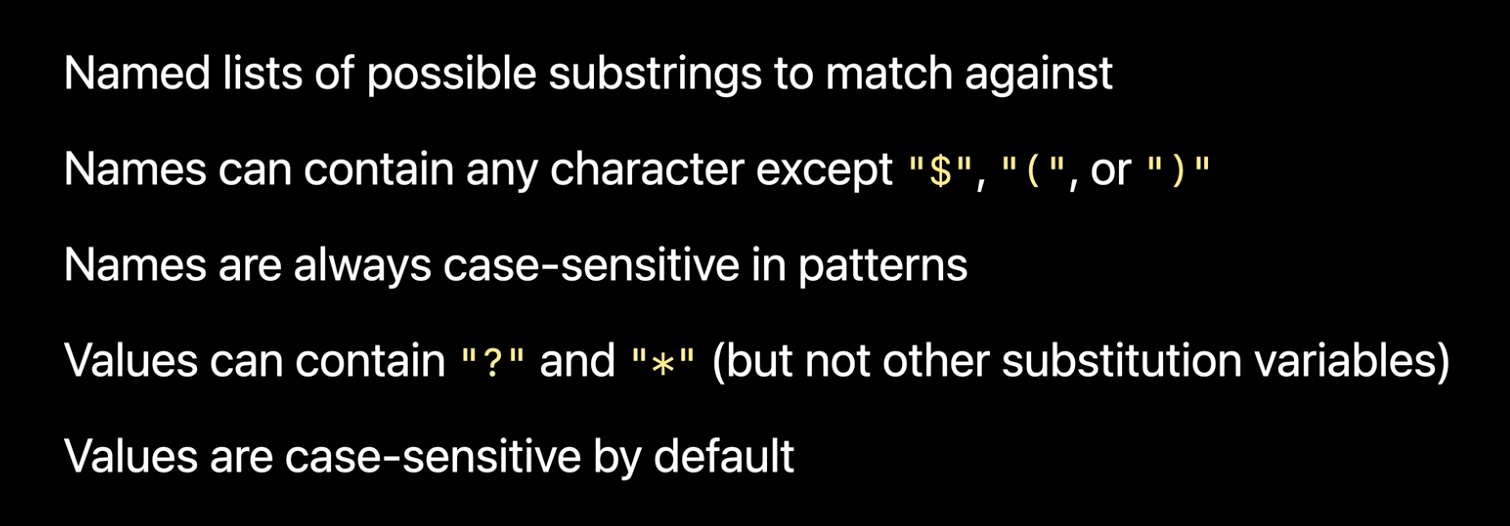 Named lists of possible substrings to match against
Names can contain any character except "$", "(", or ")"
Names are always case-sensitive in patterns
Values can contain "?" and "*" (but not other substitution variables)
Values are case-sensitive by default